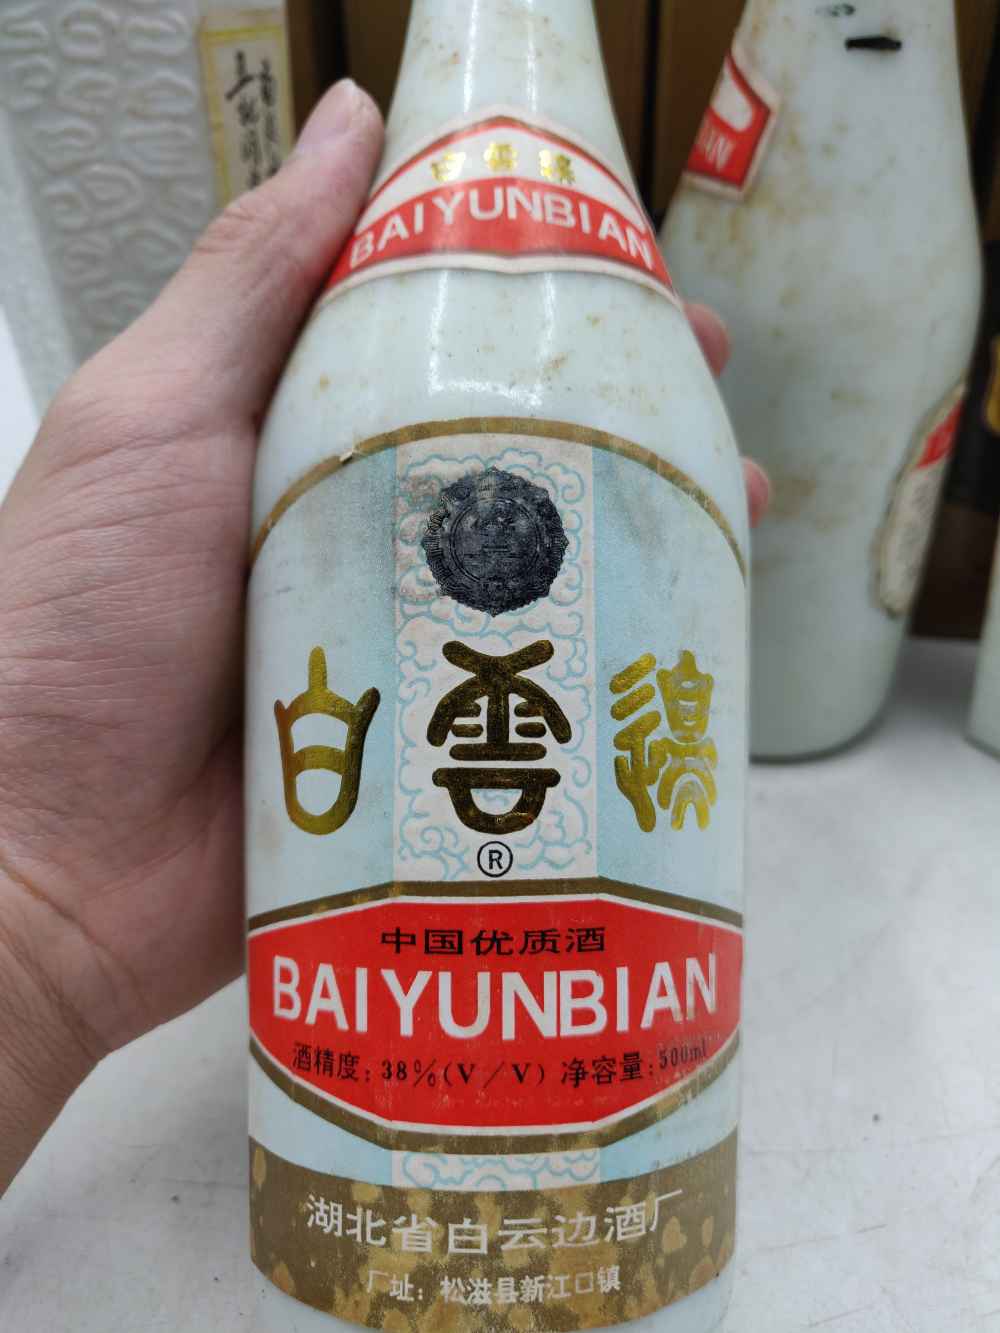 白雲邊
BAIYUNBIAN
白雲邊
®
中国优质酒
BAIYUNBIAN
酒精度：38％(V／V) 净容量：500ml
湖北省白云边酒厂
厂址：松滋县新江口镇
AN